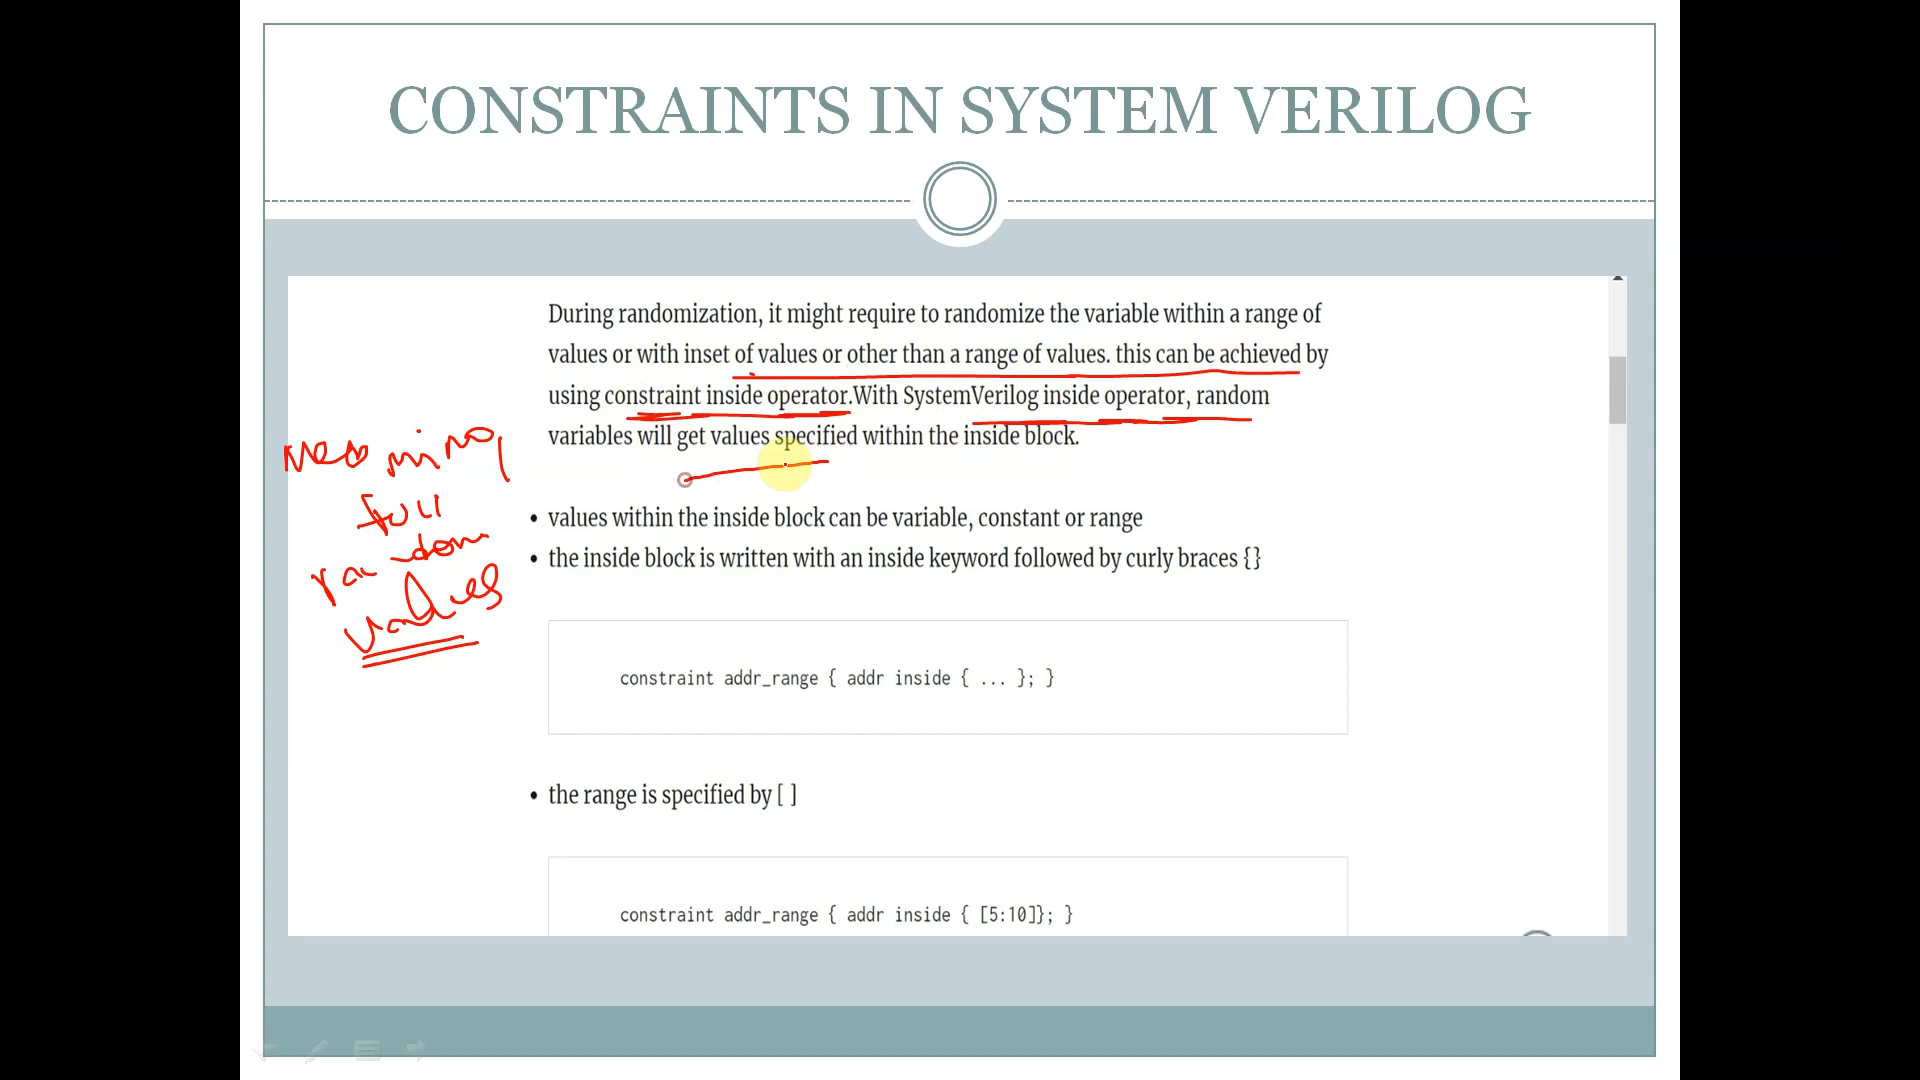 CONSTRAINTS IN SYSTEM VERILOG
During randomization, it might require to randomize the variable within a range of
values or with inset of values or other than a range of values. this can be achieved by
using constraint inside operator.With SystemVerilog inside operator, random
variables will get values specified within the inside block.
Meaning
full
random
values
• values within the inside block can be variable, constant or range
• the inside block is written with an inside keyword followed by curly braces {}
constraint addr_range { addr inside { ... }; }
• the range is specified by [ ]
constraint addr_range { addr inside { [5:10]}; }